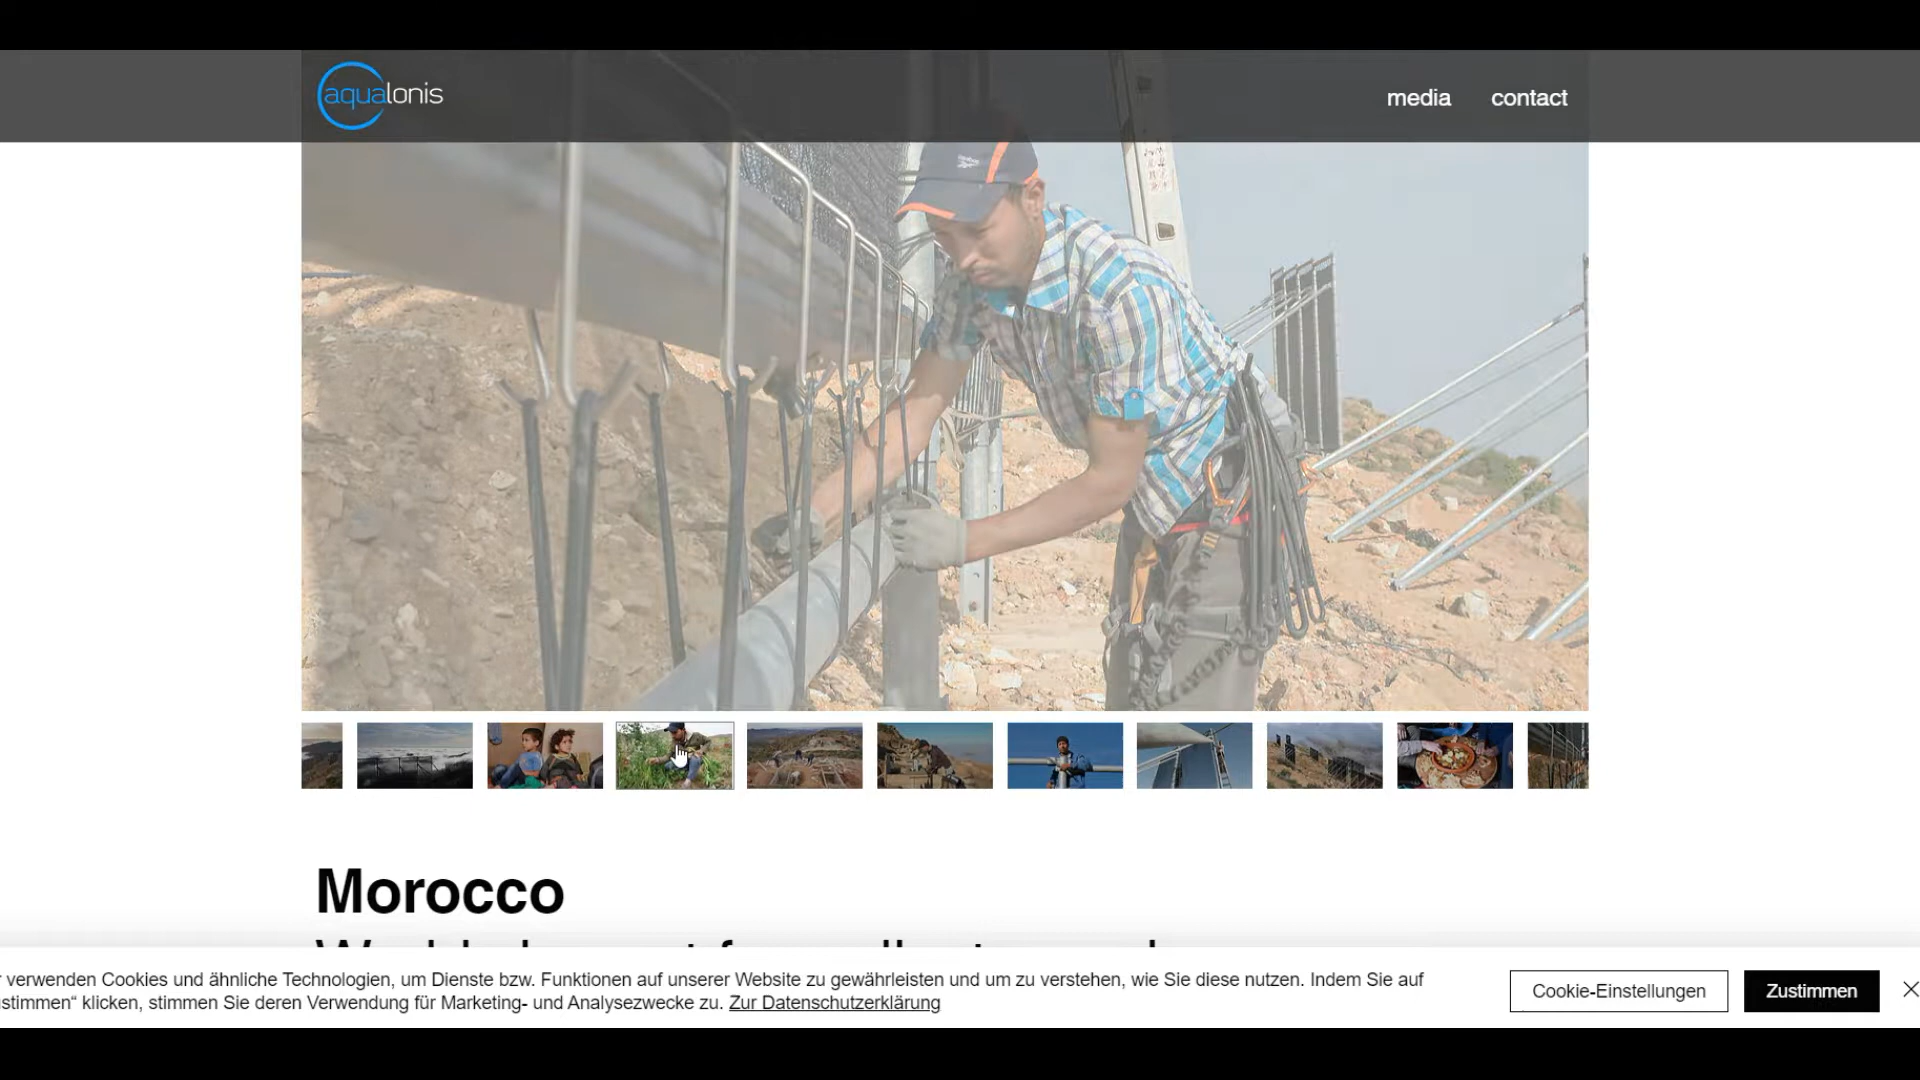 aqualonis
media
contact
Morocco
verwenden Cookies und ähnliche Technologien, um Dienste bzw. Funktionen auf unserer Website zu gewährleisten und um zu verstehen, wie Sie diese nutzen. Indem Sie auf
stimmen“ klicken, stimmen Sie deren Verwendung für Marketing- und Analysezwecke zu. Zur Datenschutzerklärung
Cookie-Einstellungen
Zustimmen